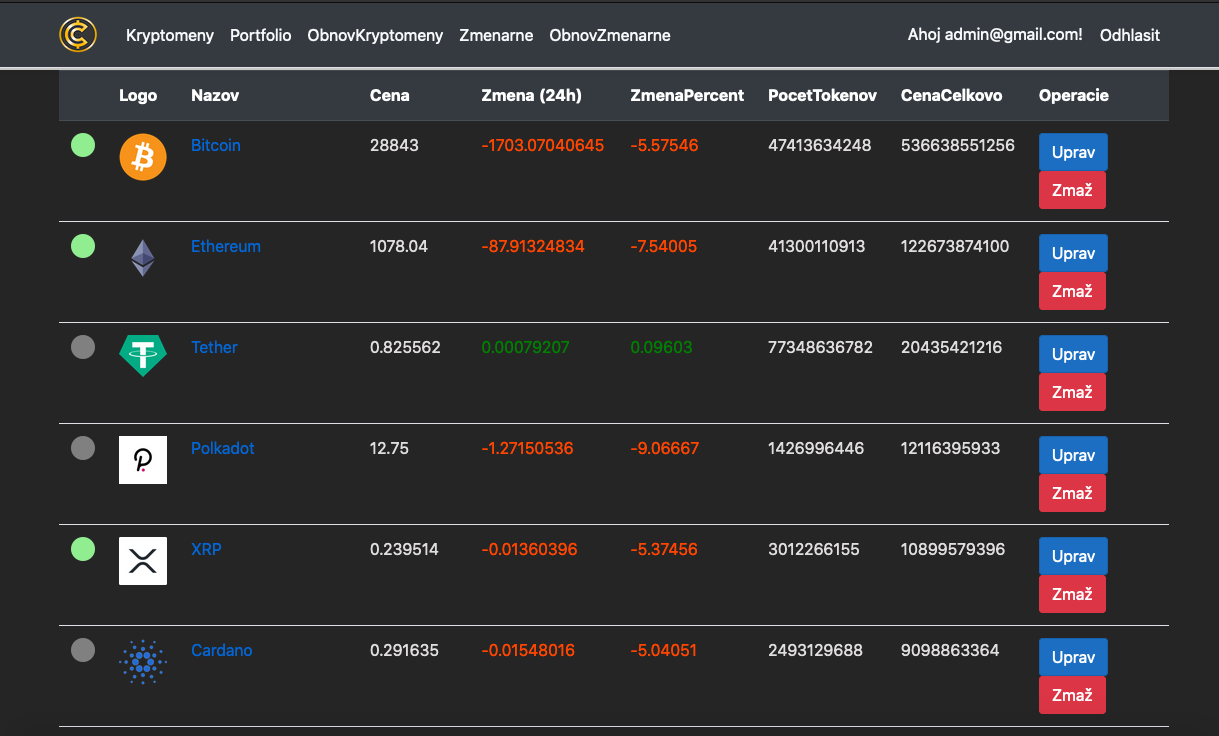 Kryptomeny Portfolio ObnovKryptomeny Zmenarne ObnovZmenarne Ahoj admin@gmail.com! Odhlasit
Logo Nazov Cena Zmena (24h) ZmenaPercent PocetTokenov CenaCelkovo Operacie
Bitcoin 28843 -1703.07040645 -5.57546 47413634248 536638551256 Uprav
Zmaž
Ethereum 1078.04 -87.91324834 -7.54005 41300110913 122673874100 Uprav
Zmaž
Tether 0.825562 0.00079207 0.09603 77348636782 20435421216 Uprav
Zmaž
Polkadot 12.75 -1.27150536 -9.06667 1426996446 12116395933 Uprav
Zmaž
XRP 0.239514 -0.01360396 -5.37456 3012266155 10899579396 Uprav
Zmaž
Cardano 0.291635 -0.01548016 -5.04051 2493129688 9098863364 Uprav
Zmaž